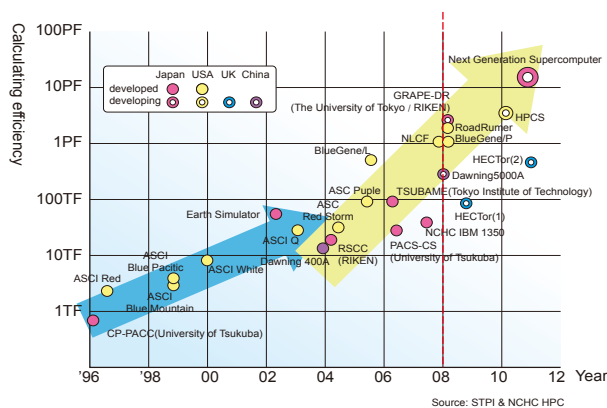 Calculating efficiency
100PF
10PF
1PF
100TF
10TF
1TF
Japan USA UK China
developed
developing
Next Generation Supercomputer
GRAPE-DR
(The University of Tokyo / RIKEN)
HPCS
RoadRumer
NLCF
BlueGene/P
BlueGene/L
HECTor(2)
Dawning5000A
ASC Puple
TSUBAME(Tokyo Institute of Technology)
ASC
Red Storm
Earth Simulator
HECTor(1)
NCHC IBM 1350
ASCI Q
PACS-CS
(University of Tsukuba)
RSCC
(RIKEN)
Dawning 400A
ASCI
Blue Pacific
ASCI White
ASCI Red
ASCI
Blue Mountain
CP-PACC(University of Tsukuba)
'96 '98 00 02 04 06 08 10 12 Year
Source: STPI & NCHC HPC